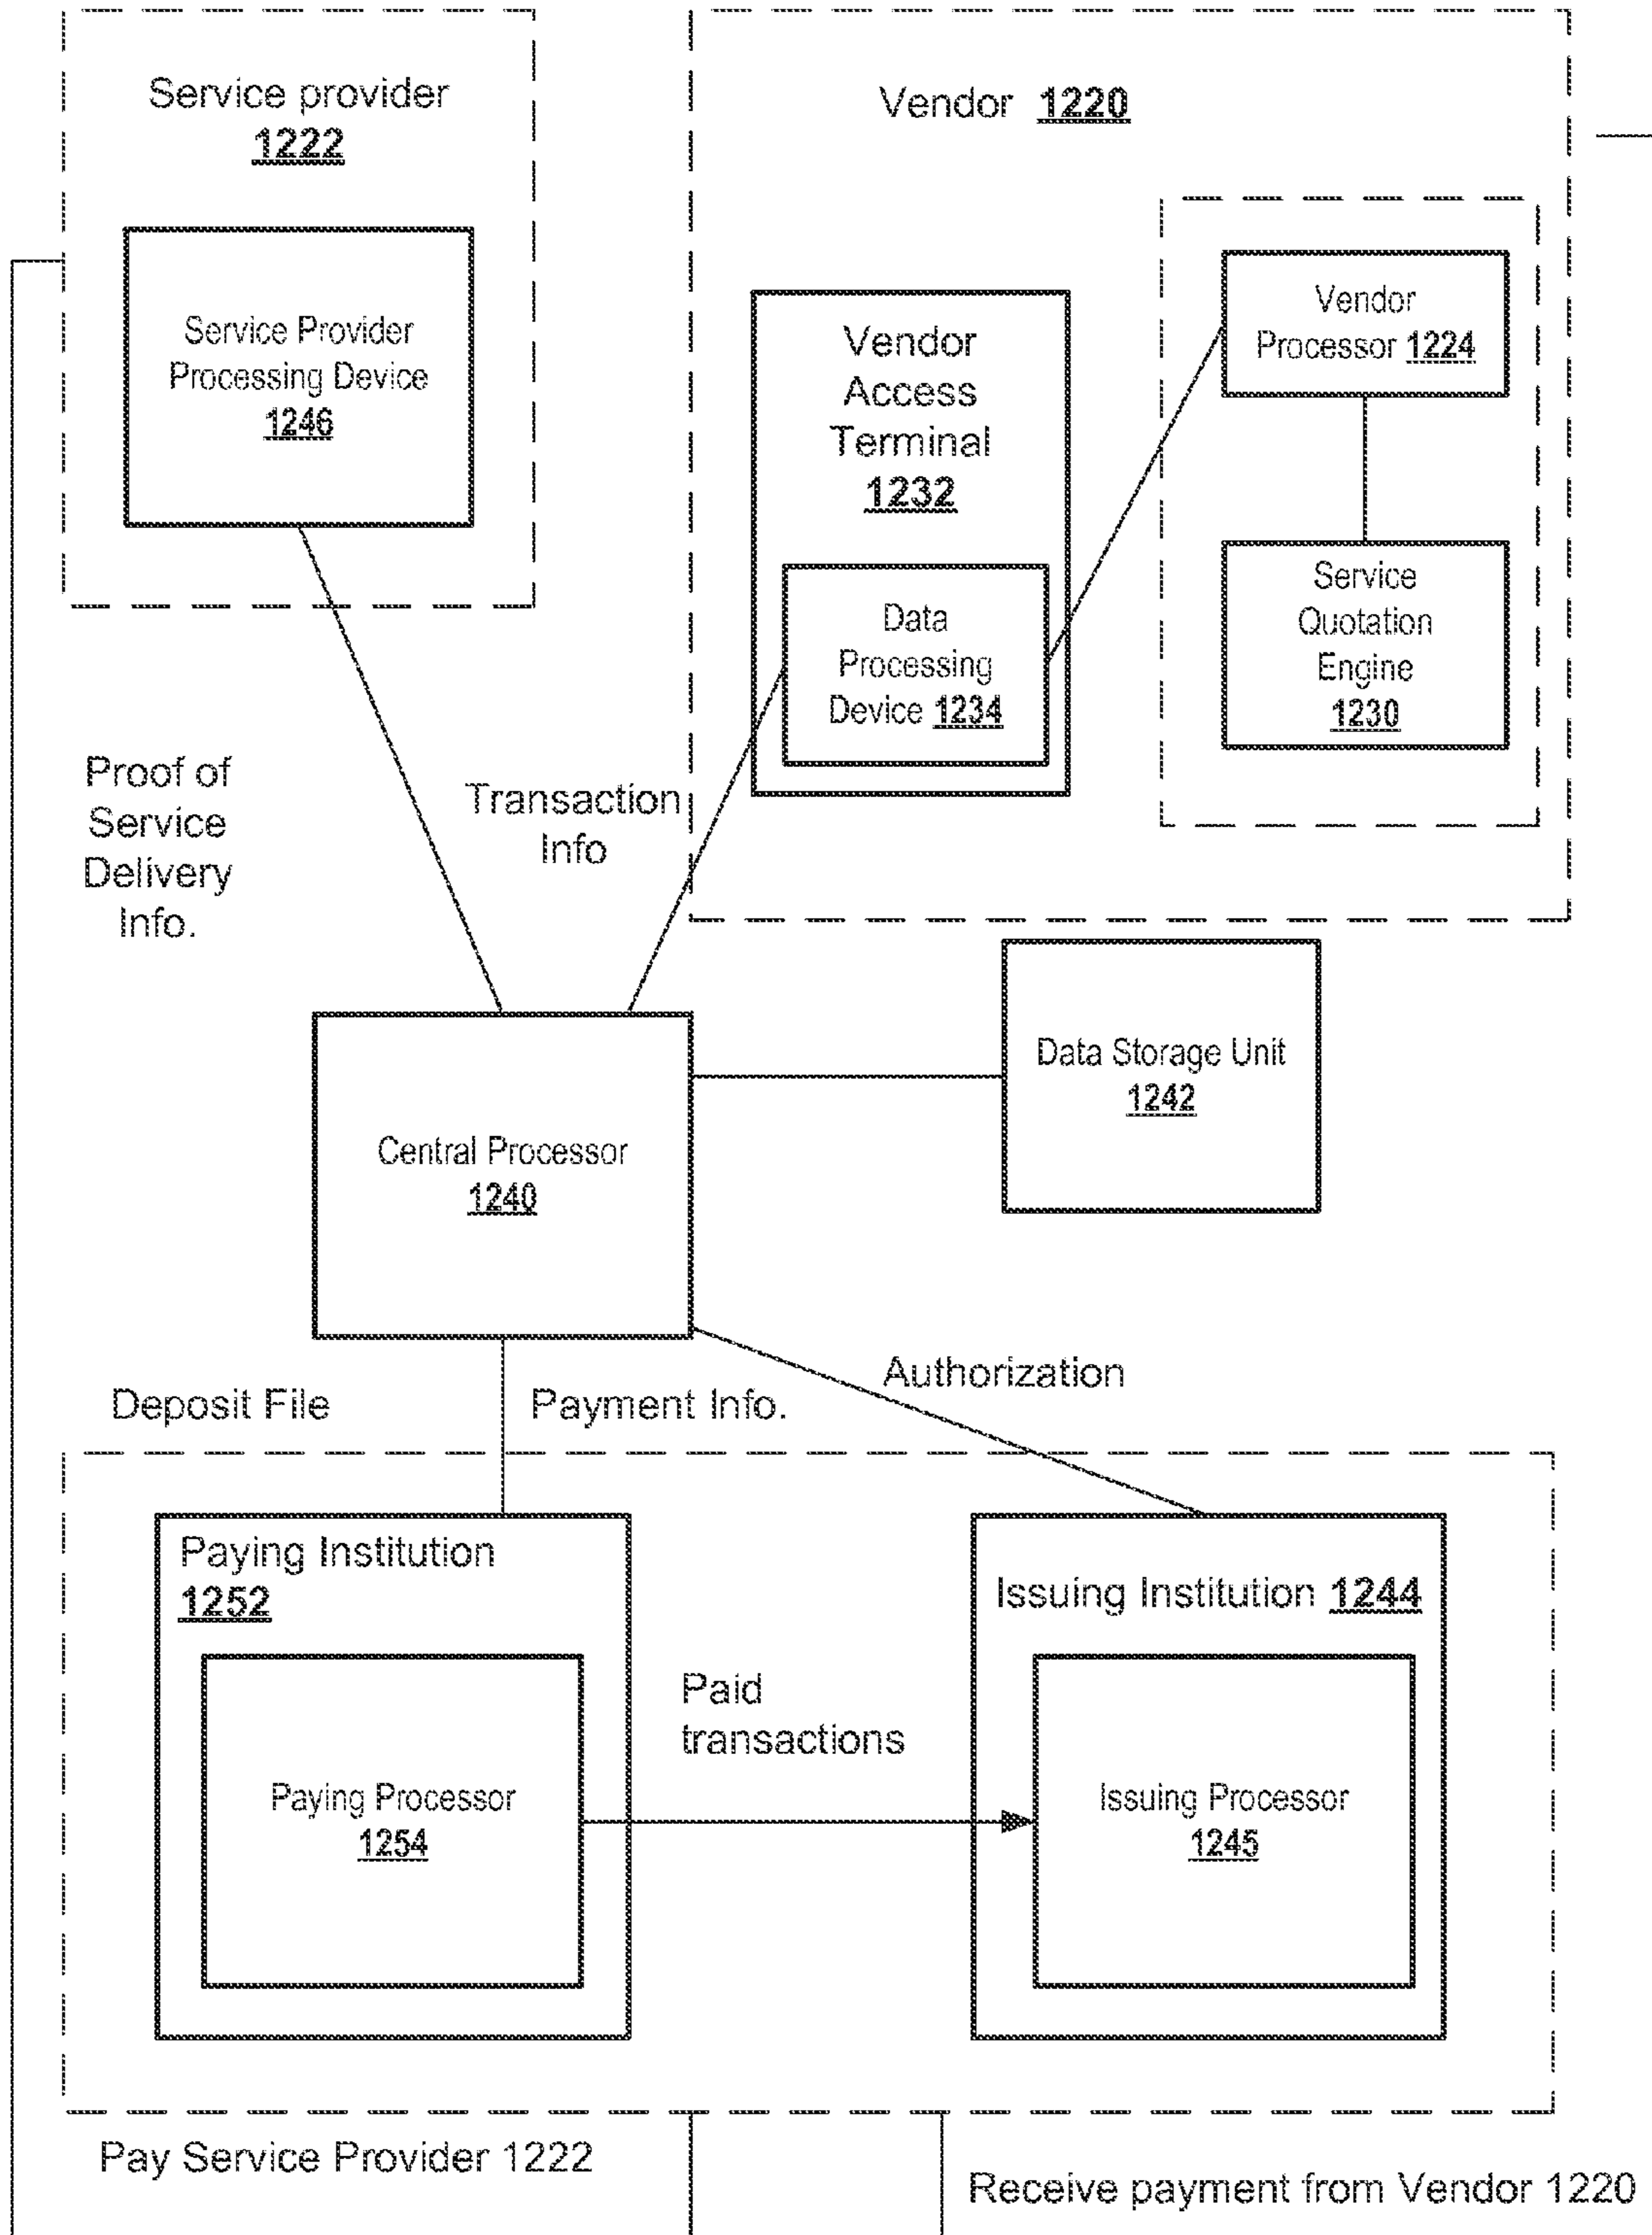 Service provider
1222
Vendor 1220
Service Provider
Processing Device
1246
Vendor
Access
Terminal
1232
Data
Processing
Device 1234
Vendor
Processor 1224
Service
Quotation
Engine
1230
Proof of
Service
Delivery
Info.
Transaction
Info
Central Processor
1240
Data Storage Unit
1242
Deposit File
Payment Info.
Authorization
Paying Institution
1252
Paying Processor
1254
Paid
transactions
Issuing Institution 1244
Issuing Processor
1245
Pay Service Provider 1222
Receive payment from Vendor 1220